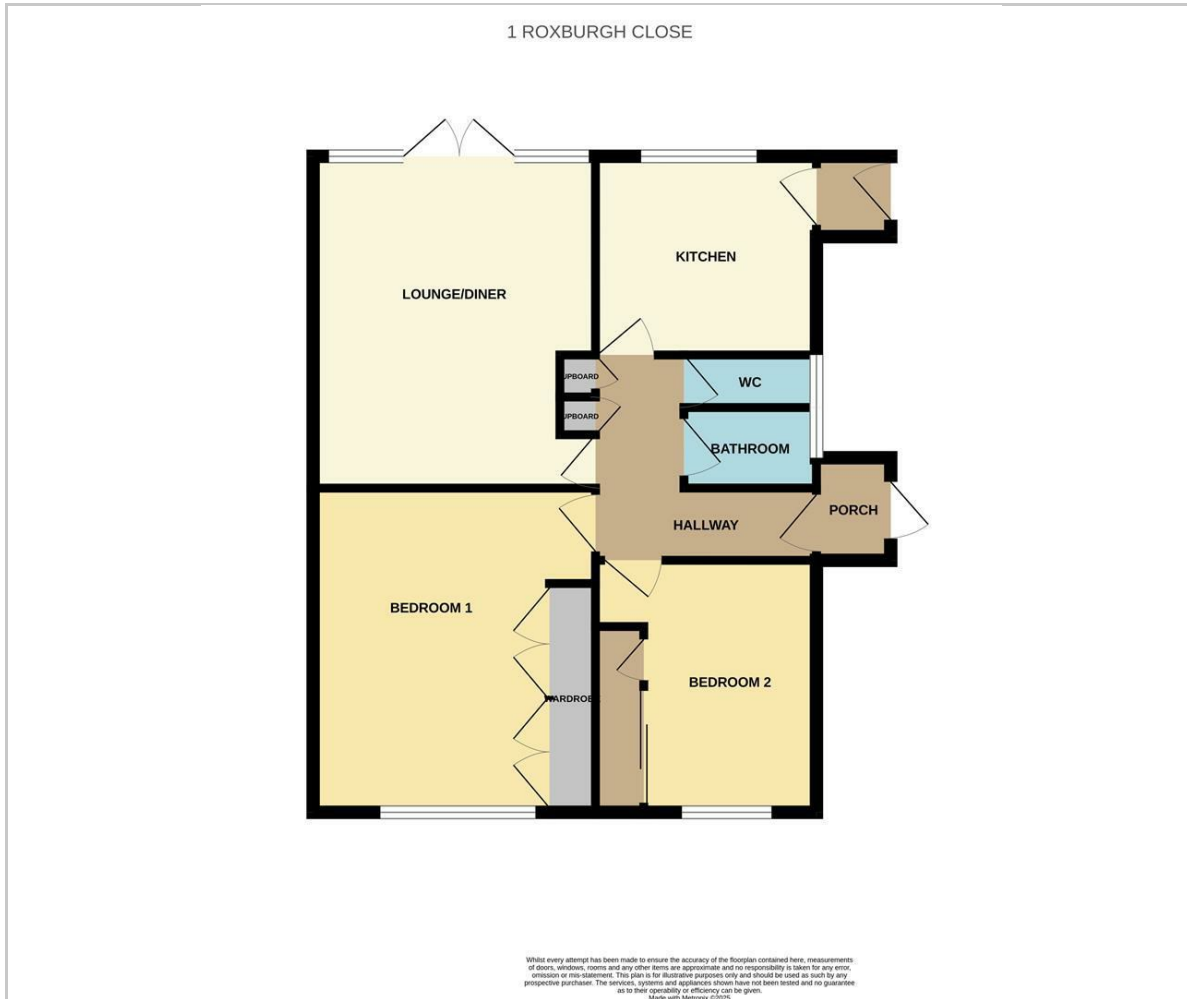 1 ROXBURGH CLOSE
KITCHEN
LOUNGE/DINER
UPBOARD
WC
UPBOARD
BATHROOM
PORCH
HALLWAY
BEDROOM 1
BEDROOM 2
WARDROBE
Whilst every attempt has been made to ensure the accuracy of the floorplan contained here, measurements
of doors, windows, rooms and any other items are approximate and no responsibility is taken for any error,
omission or mis-statement. This plan is for illustrative purposes only and should be used as such by any
prospective purchaser. The services, systems and appliances shown have not been tested and no guarantee
as to their operability or efficiency can be given.
Made with Metropix ©2025